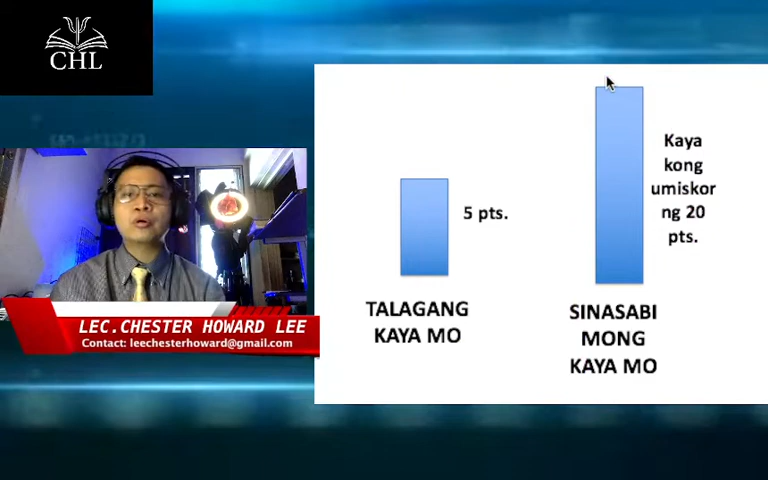 CHL
Kaya
kong
umiskor
ng 20
pts.
5 pts.
TALAGANG
KAYA MO
SINASABI
MONG
KAYA MO
LEC.CHESTER HOWARD LEE
Contact: leechesterhoward@gmail.com